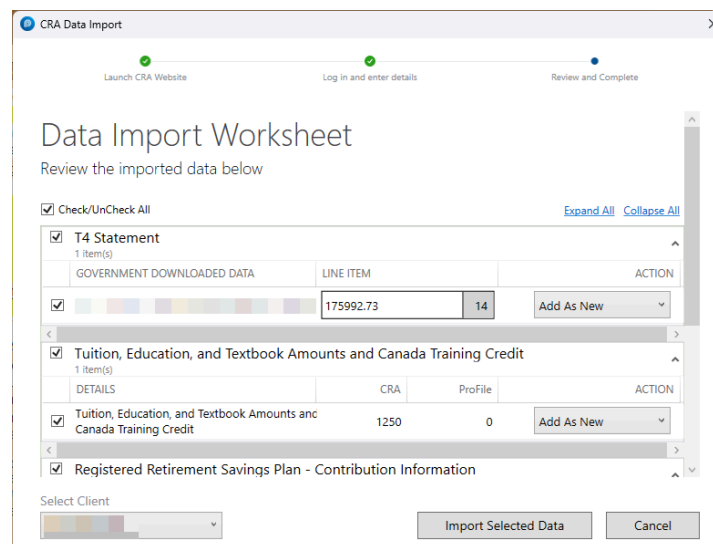 CRA Data Import
Launch CRA Website
Log in and enter details
Review and Complete
Data Import Worksheet
Review the imported data below
Check/UnCheck All
Expand All Collapse All
T4 Statement
1 item(s)
GOVERNMENT DOWNLOADED DATA LINE ITEM ACTION
175992.73 14 Add As New
Tuition, Education, and Textbook Amounts and Canada Training Credit
1 item(s)
DETAILS CRA ProFile ACTION
Tuition, Education, and Textbook Amounts and
Canada Training Credit 1250 0 Add As New
Registered Retirement Savings Plan - Contribution Information
Select Client
Import Selected Data Cancel